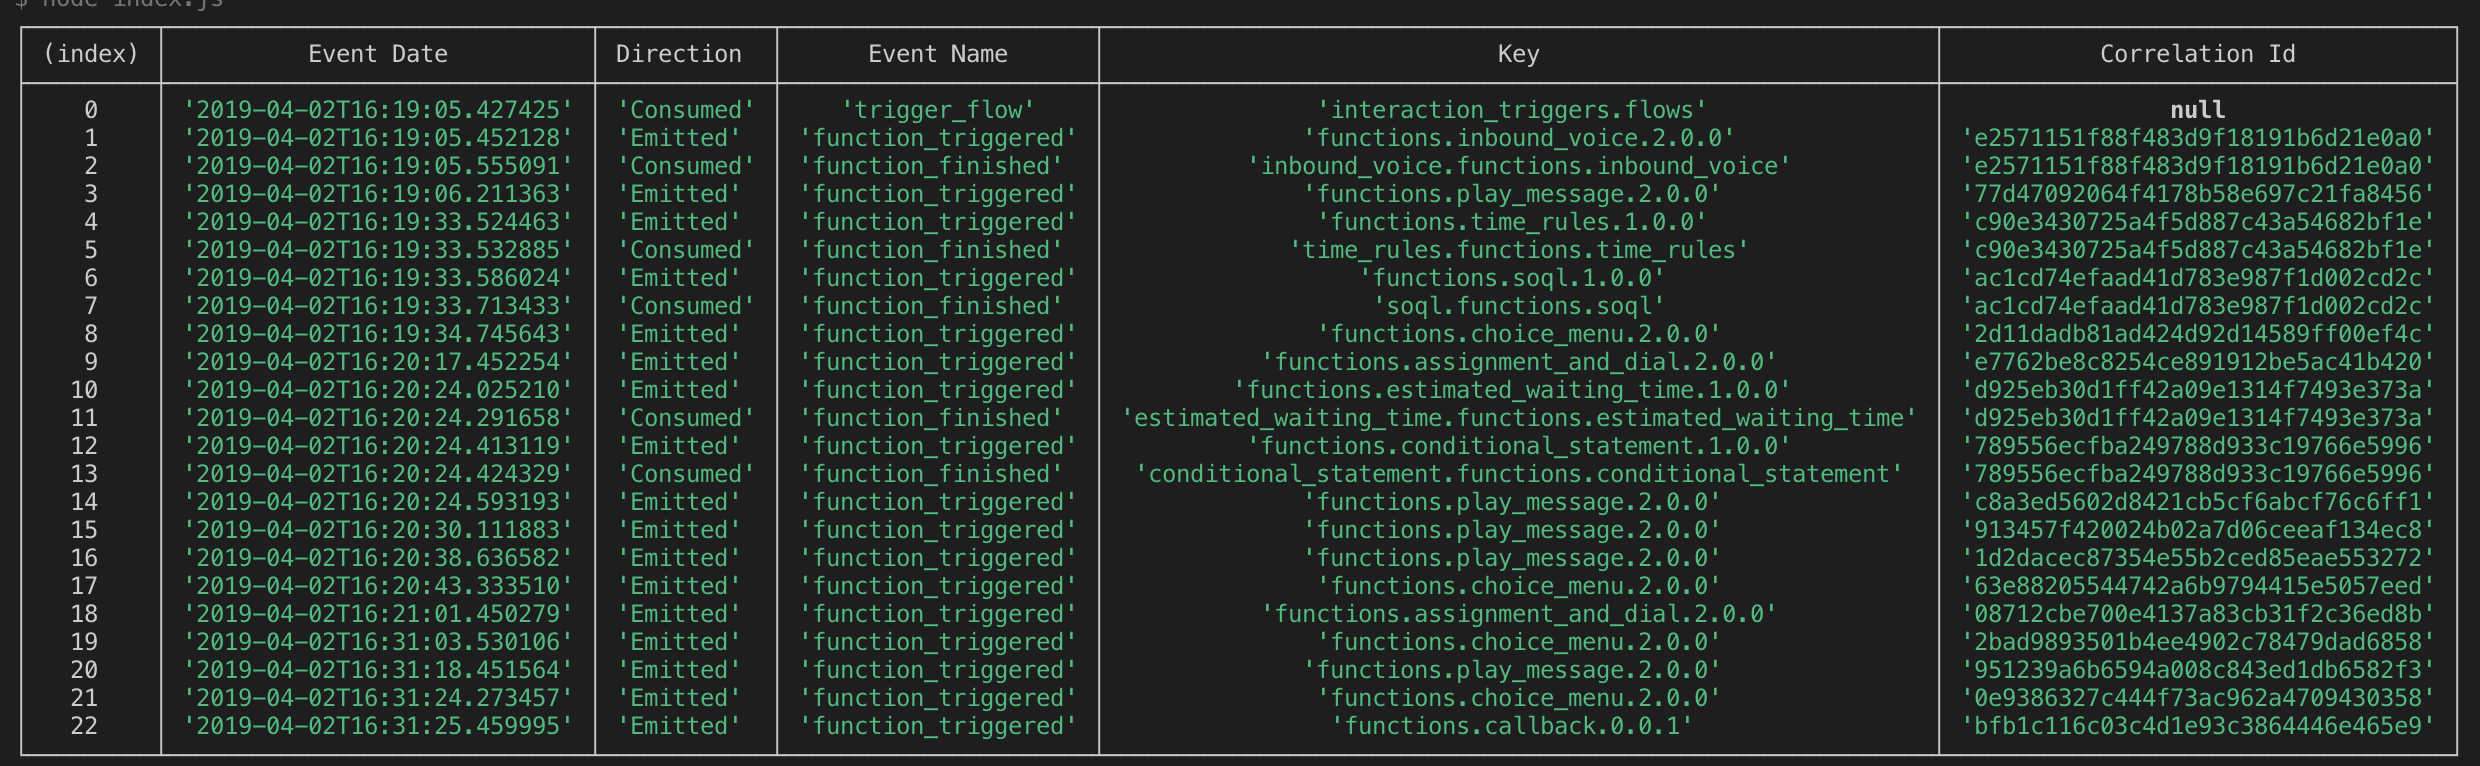 $ node index.js
(index) Event Date Direction Event Name Key Correlation Id
0 '2019-04-02T16:19:05.427425' 'Consumed' 'trigger_flow' 'interaction_triggers.flows' null
1 '2019-04-02T16:19:05.452128' 'Emitted' 'function_triggered' 'functions.inbound_voice.2.0.0' 'e2571151f88f483d9f18191b6d21e0a0'
2 '2019-04-02T16:19:05.555091' 'Consumed' 'function_finished' 'inbound_voice.functions.inbound_voice' 'e2571151f88f483d9f18191b6d21e0a0'
3 '2019-04-02T16:19:06.211363' 'Emitted' 'function_triggered' 'functions.play_message.2.0.0' '77d47092064f4178b58e697c21fa8456'
4 '2019-04-02T16:19:33.524463' 'Emitted' 'function_triggered' 'functions.time_rules.1.0.0' 'c90e3430725a4f5d887c43a54682bf1e'
5 '2019-04-02T16:19:33.532885' 'Consumed' 'function_finished' 'time_rules.functions.time_rules' 'c90e3430725a4f5d887c43a54682bf1e'
6 '2019-04-02T16:19:33.586024' 'Emitted' 'function_triggered' 'functions.soql.1.0.0' 'ac1cd74efaad41d783e987f1d002cd2c'
7 '2019-04-02T16:19:33.713433' 'Consumed' 'function_finished' 'soql.functions.soql' 'ac1cd74efaad41d783e987f1d002cd2c'
8 '2019-04-02T16:19:34.745643' 'Emitted' 'function_triggered' 'functions.choice_menu.2.0.0' '2d11dadb81ad424d92d14589ff00ef4c'
9 '2019-04-02T16:20:17.452254' 'Emitted' 'function_triggered' 'functions.assignment_and_dial.2.0.0' 'e7762be8c8254ce891912be5ac41b420'
10 '2019-04-02T16:20:24.025210' 'Emitted' 'function_triggered' 'functions.estimated_waiting_time.1.0.0' 'd925eb30d1ff42a09e1314f7493e373a'
11 '2019-04-02T16:20:24.291658' 'Consumed' 'function_finished' 'estimated_waiting_time.functions.estimated_waiting_time' 'd925eb30d1ff42a09e1314f7493e373a'
12 '2019-04-02T16:20:24.413119' 'Emitted' 'function_triggered' 'functions.conditional_statement.1.0.0' '789556ecfba249788d933c19766e5996'
13 '2019-04-02T16:20:24.424329' 'Consumed' 'function_finished' 'conditional_statement.functions.conditional_statement' '789556ecfba249788d933c19766e5996'
14 '2019-04-02T16:20:24.593193' 'Emitted' 'function_triggered' 'functions.play_message.2.0.0' 'c8a3ed5602d8421cb5cf6abcf76c6ff1'
15 '2019-04-02T16:20:30.111883' 'Emitted' 'function_triggered' 'functions.play_message.2.0.0' '913457f420024b02a7d06ceeaf134ec8'
16 '2019-04-02T16:20:38.636582' 'Emitted' 'function_triggered' 'functions.play_message.2.0.0' '1d2dacec87354e55b2ced85eae553272'
17 '2019-04-02T16:20:43.333510' 'Emitted' 'function_triggered' 'functions.choice_menu.2.0.0' '63e88205544742a6b9794415e5057eed'
18 '2019-04-02T16:21:01.450279' 'Emitted' 'function_triggered' 'functions.assignment_and_dial.2.0.0' '08712cbe700e4137a83cb31f2c36ed8b'
19 '2019-04-02T16:31:03.530106' 'Emitted' 'function_triggered' 'functions.choice_menu.2.0.0' '2bad9893501b4ee4902c78479dad6858'
20 '2019-04-02T16:31:18.451564' 'Emitted' 'function_triggered' 'functions.play_message.2.0.0' '951239a6b6594a008c843ed1db6582f3'
21 '2019-04-02T16:31:24.273457' 'Emitted' 'function_triggered' 'functions.choice_menu.2.0.0' '0e9386327c444f73ac962a4709430358'
22 '2019-04-02T16:31:25.459995' 'Emitted' 'function_triggered' 'functions.callback.0.0.1' 'bfb1c116c03c4d1e93c3864446e465e9'